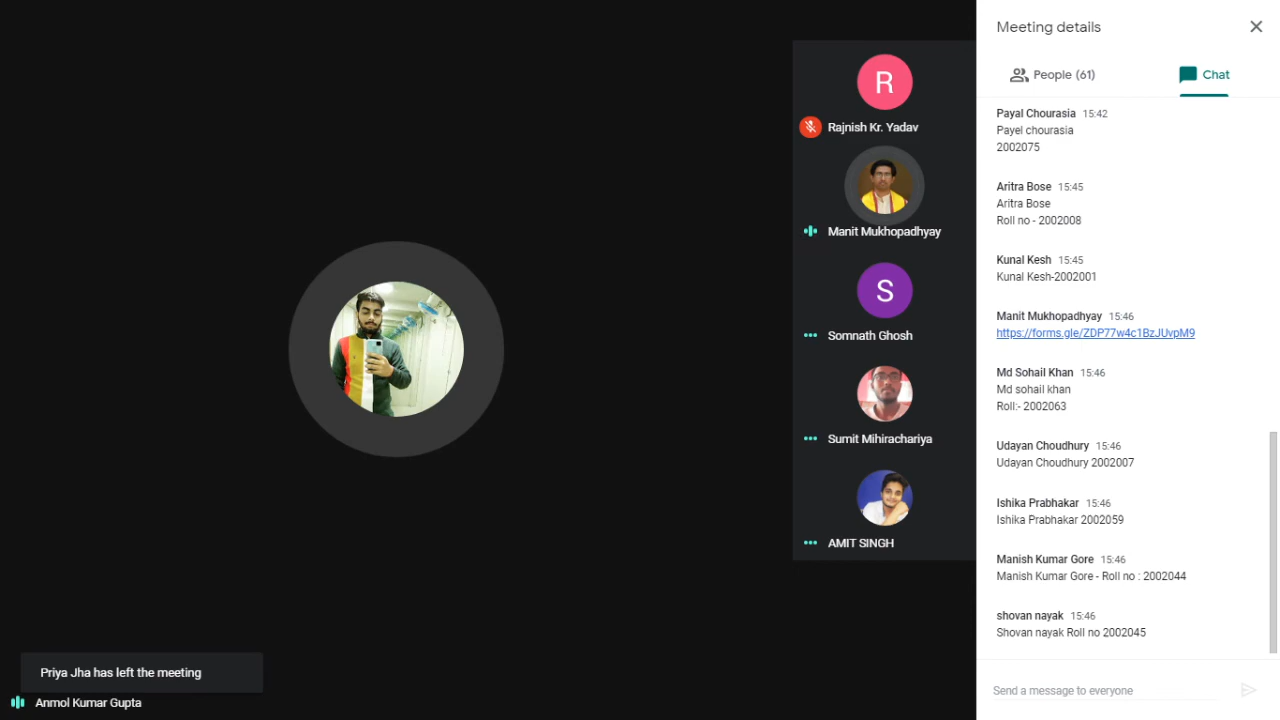 R
Rajnish Kr. Yadav
Manit Mukhopadhyay
S
Somnath Ghosh
Sumit Mihirachariya
AMIT SINGH
Priya Jha has left the meeting
Anmol Kumar Gupta
Meeting details
People (61)
Chat
Payal Chourasia 15:42
Payel chourasia
2002075
Aritra Bose 15:45
Aritra Bose
Roll no - 2002008
Kunal Kesh 15:45
Kunal Kesh-2002001
Manit Mukhopadhyay 15:46
https://forms.gle/ZDP77w4c1BzJUvpM9
Md Sohail Khan 15:46
Md sohail khan
Roll:- 2002063
Udayan Choudhury 15:46
Udayan Choudhury 2002007
Ishika Prabhakar 15:46
Ishika Prabhakar 2002059
Manish Kumar Gore 15:46
Manish Kumar Gore - Roll no : 2002044
shovan nayak 15:46
Shovan nayak Roll no 2002045
Send a message to everyone